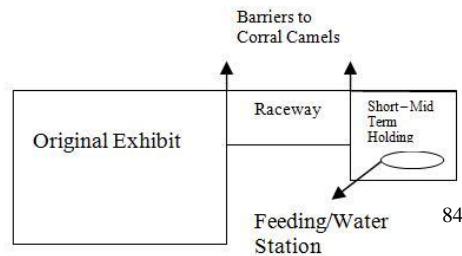 Barriers to
Corral Camels
Original Exhibit
Raceway
Short–Mid
Term
Holding
Feeding/Water
Station
84